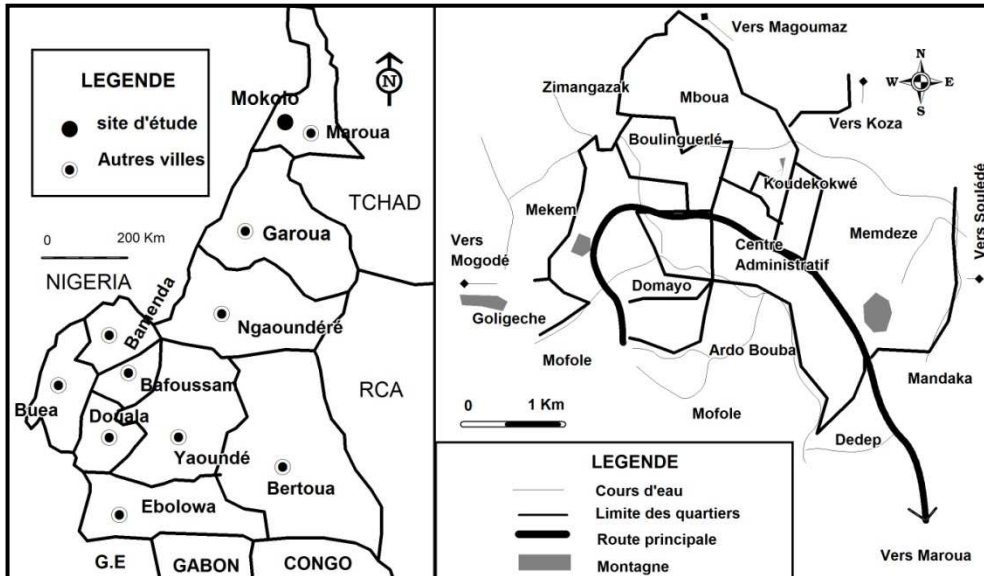 LEGENDE
site d'étude
Autres villes
0 200 Km
N
Mokolo
Maroua
TCHAD
Garoua
NIGERIA
Bamenda
Ngaoundéré
Bafoussam
RCA
Buea
Douala
Yaoundé
Bertoua
Ebolowa
G.E
GABON
CONGO
Vers Magoumaz
N
W E
S
Zimangazak
Mboua
Vers Koza
Boulinguerlé
Koudekokwé
Vers Soulédé
Mekem
Memdeze
Vers
Mogodé
Centre
Administratif
Domayo
Goligeche
Ardo Bouba
Mofole
Mandaka
0 1 Km
Mofole
Dedep
LEGENDE
Cours d'eau
Limite des quartiers
Route principale
Montagne
Vers Maroua